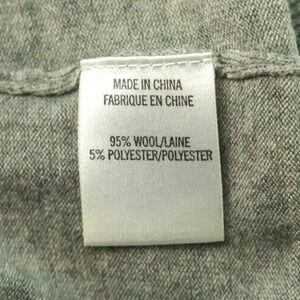 MADE IN CHINA
FABRIQUE EN CHINE
95% WOOL/LAINE
5% POLYESTER/POLYESTER